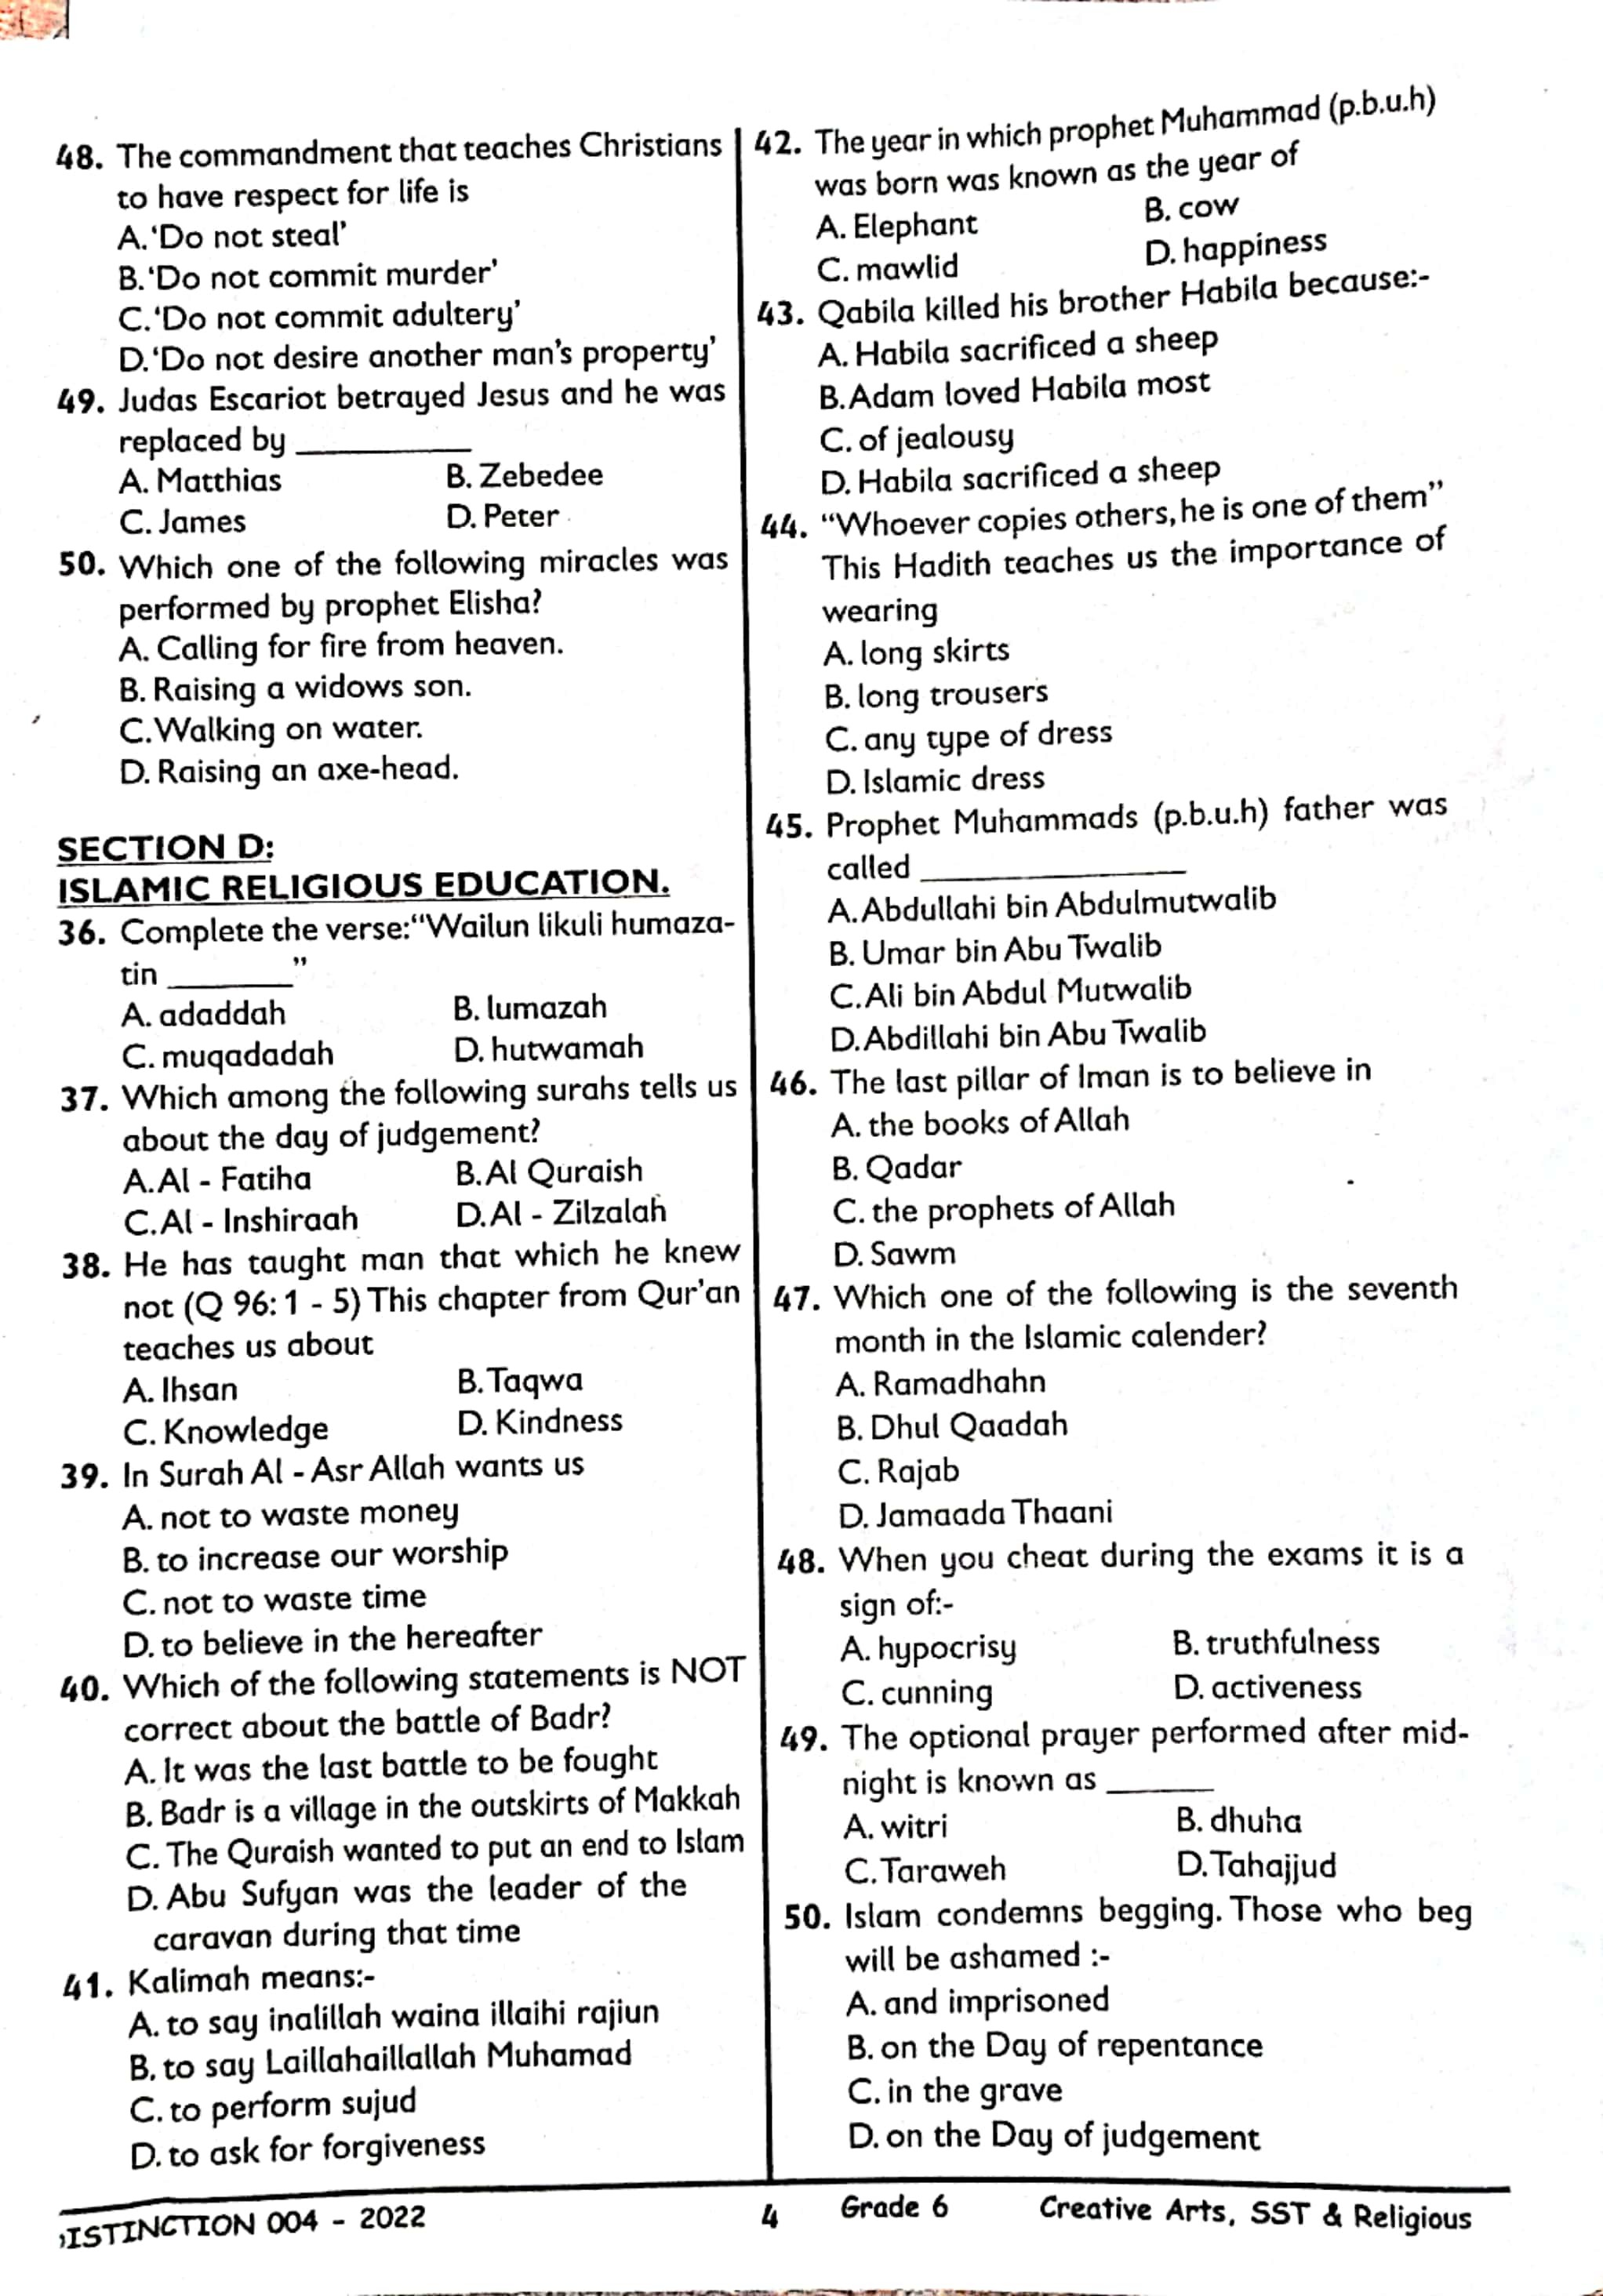 48. The commandment that teaches Christians
to have respect for life is
A. 'Do not steal'
B. 'Do not commit murder'
C. 'Do not commit adultery'
D. 'Do not desire another man's property'
49. Judas Escariot betrayed Jesus and he was
replaced by ___________
A. Matthias B. Zebedee
C. James D. Peter
50. Which one of the following miracles was
performed by prophet Elisha?
A. Calling for fire from heaven.
B. Raising a widows son.
C. Walking on water.
D. Raising an axe-head.
SECTION D:
ISLAMIC RELIGIOUS EDUCATION.
36. Complete the verse: "Wailun likuli humaza-
tin ________"
A. adaddah B. lumazah
C. muqadadah D. hutwamah
37. Which among the following surahs tells us
about the day of judgement?
A. Al - Fatiha B. Al Quraish
C. Al - Inshiraah D. Al - Zilzalah
38. He has taught man that which he knew
not (Q 96: 1 - 5) This chapter from Qur'an
teaches us about
A. Ihsan B. Taqwa
C. Knowledge D. Kindness
39. In Surah Al - Asr Allah wants us
A. not to waste money
B. to increase our worship
C. not to waste time
D. to believe in the hereafter
40. Which of the following statements is NOT
correct about the battle of Badr?
A. It was the last battle to be fought
B. Badr is a village in the outskirts of Makkah
C. The Quraish wanted to put an end to Islam
D. Abu Sufyan was the leader of the
caravan during that time
41. Kalimah means:-
A. to say inalillah waina illaihi rajiun
B. to say Laillahaillallah Muhamad
C. to perform sujud
D. to ask for forgiveness
42. The year in which prophet Muhammad (p.b.u.h)
was born was known as the year of
A. Elephant B. cow
C. mawlid D. happiness
43. Qabila killed his brother Habila because:-
A. Habila sacrificed a sheep
B. Adam loved Habila most
C. of jealousy
D. Habila sacrificed a sheep
44. "Whoever copies others, he is one of them"
This Hadith teaches us the importance of
wearing
A. long skirts
B. long trousers
C. any type of dress
D. Islamic dress
45. Prophet Muhammads (p.b.u.h) father was
called _________________
A. Abdullahi bin Abdulmutwalib
B. Umar bin Abu Twalib
C. Ali bin Abdul Mutwalib
D. Abdillahi bin Abu Twalib
46. The last pillar of Iman is to believe in
A. the books of Allah
B. Qadar
C. the prophets of Allah
D. Sawm
47. Which one of the following is the seventh
month in the Islamic calender?
A. Ramadhahn
B. Dhul Qaadah
C. Rajab
D. Jamaada Thaani
48. When you cheat during the exams it is a
sign of:-
A. hypocrisy B. truthfulness
C. cunning D. activeness
49. The optional prayer performed after mid-
night is known as _______
A. witri B. dhuha
C. Taraweh D. Tahajjud
50. Islam condemns begging. Those who beg
will be ashamed :-
A. and imprisoned
B. on the Day of repentance
C. in the grave
D. on the Day of judgement
ISTINCTION 004 - 2022 4 Grade 6 Creative Arts, SST & Religious